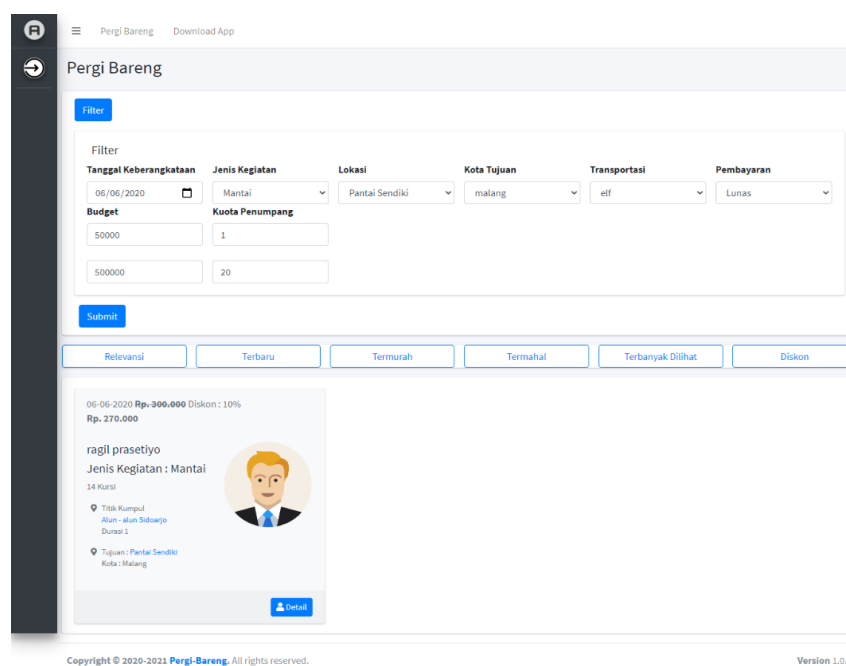 Pergi Bareng Download App
Pergi Bareng
Filter
Filter
Tanggal Keberangkataan Jenis Kegiatan Lokasi Kota Tujuan Transportasi Pembayaran
06/06/2020 Mantai Pantai Sendiki malang elf Lunas
Budget Kuota Penumpang
50000 1
500000 20
Submit
Relevansi Terbaru Termurah Termahal Terbanyak Dilihat Diskon
06-06-2020 Rp. 300.000 Diskon : 10%
Rp. 270.000
ragil prasetiyo
Jenis Kegiatan : Mantai
14 Kursi
Titik Kumpul
Alun - alun Sidoarjo
Durasi 1
Tujuan : Pantai Sendiki
Kota : Malang
Detail
Copyright © 2020-2021 Pergi-Bareng. All rights reserved. Version 1.0.